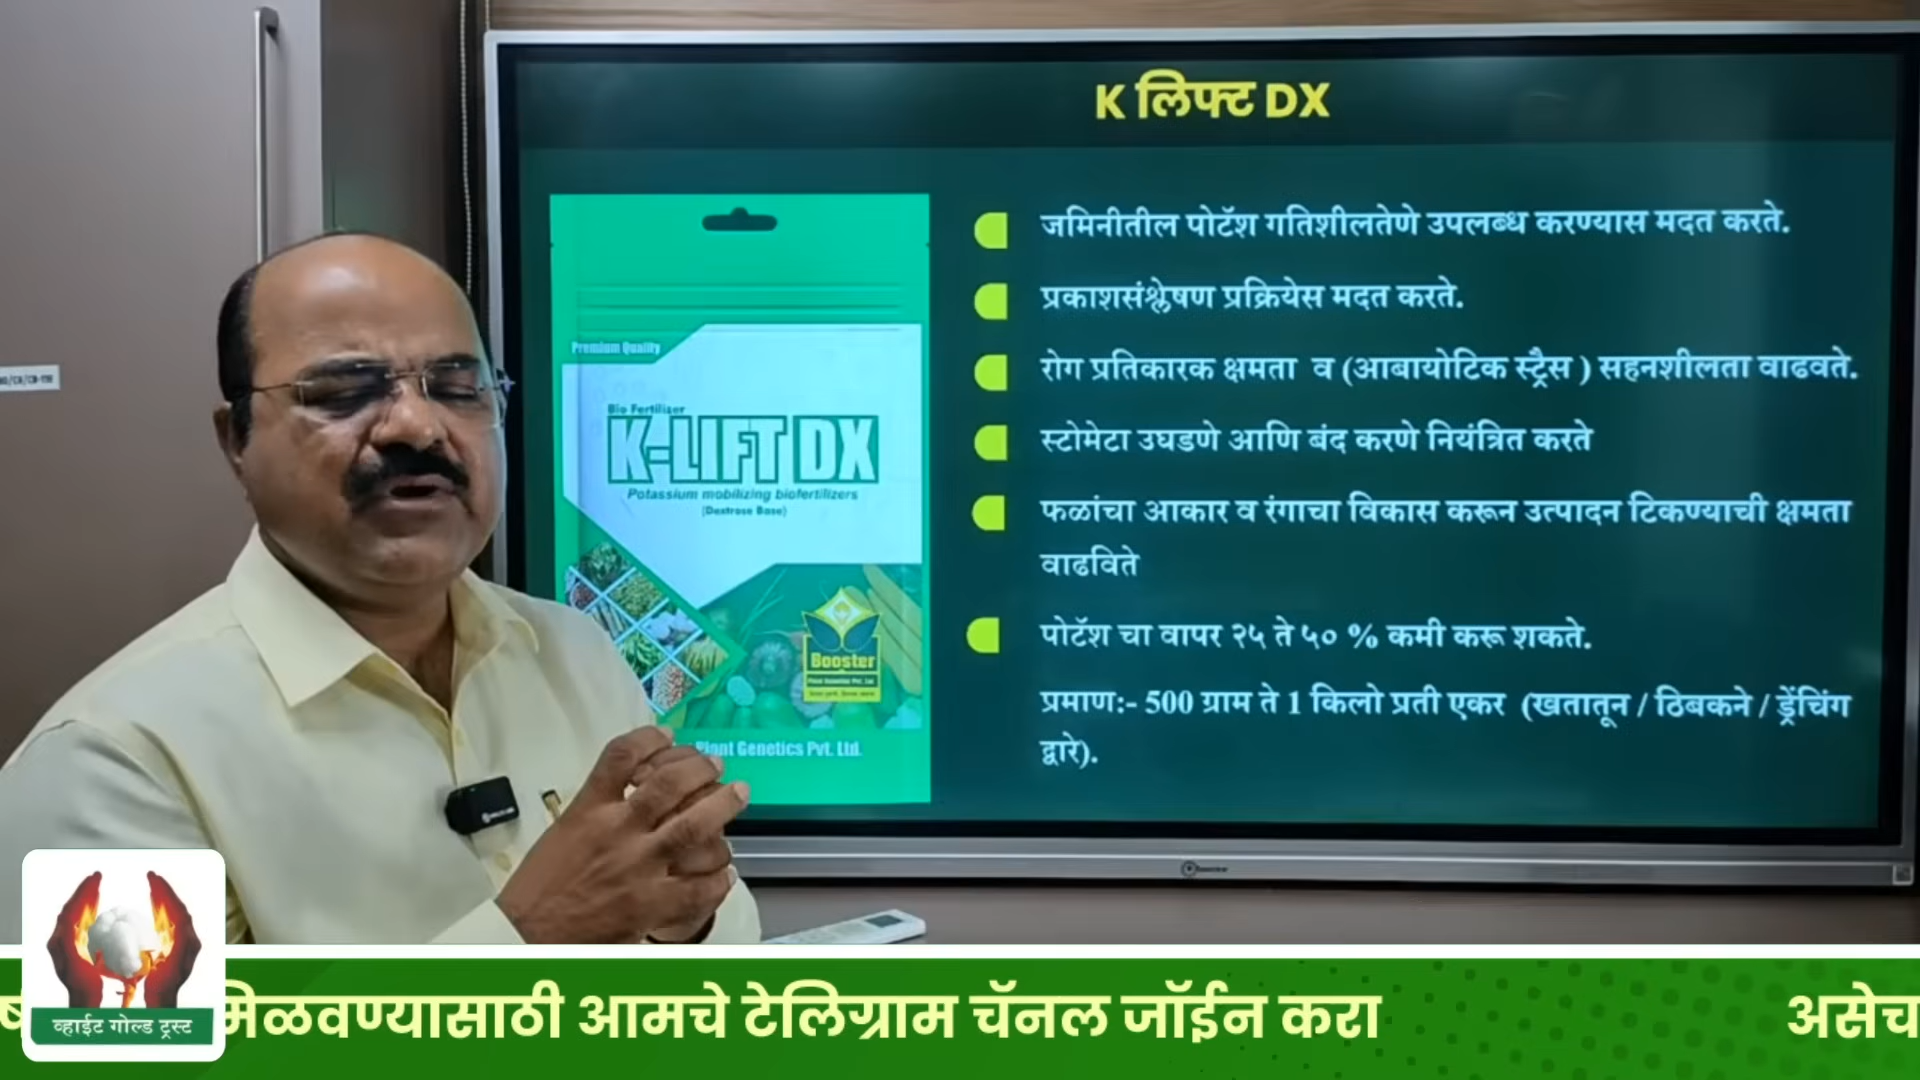 K लिफ्ट DX
जमिनीतील पोटॅश गतिशीलतेणे उपलब्ध करण्यास मदत करते.
प्रकाशसंश्लेषण प्रक्रियेस मदत करते.
रोग प्रतिकारक क्षमता व (आबायोटिक स्ट्रैस ) सहनशीलता वाढवते.
स्टोमेटा उघडणे आणि बंद करणे नियंत्रित करते
फळांचा आकार व रंगाचा विकास करून उत्पादन टिकण्याची क्षमता
वाढविते
पोटॅश चा वापर २५ ते ५० % कमी करू शकते.
प्रमाण:- 500 ग्राम ते 1 किलो प्रती एकर (खतातून / ठिबकने / ड्रेंचिंग
द्वारे).
Premium Quality
Bio Fertilizer
K-LIFT DX
Potassium mobilizing biofertilizers
(Dextrose Base)
Booster
Plant Genetics Pvt. Ltd.
व्हाईट गोल्ड ट्रस्ट
मिळवण्यासाठी आमचे टेलिग्राम चॅनल जॉईन करा
असेच